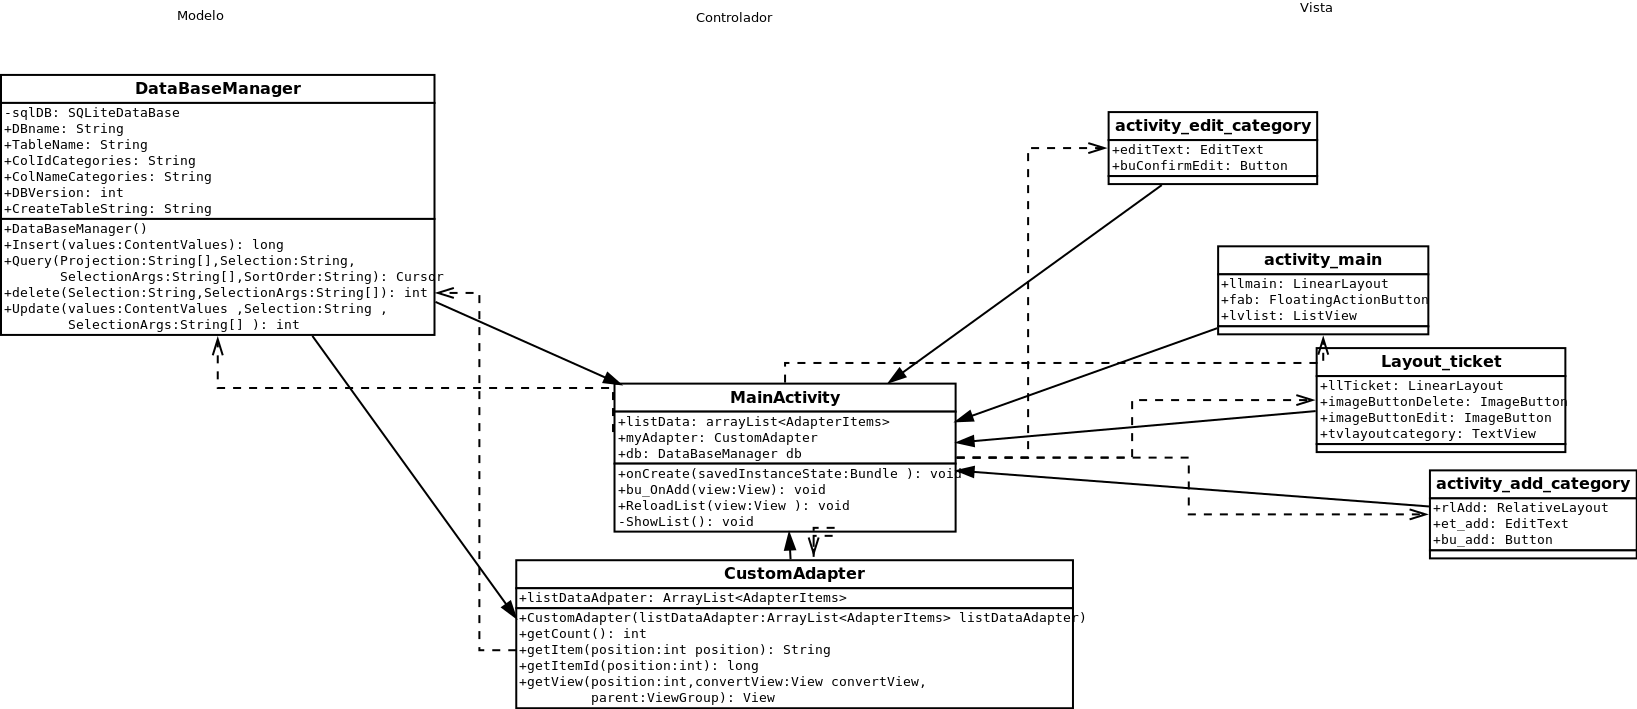 Modelo
Controlador
Vista
DataBaseManager
-sqlDB: SQLiteDataBase
+DBname: String
+TableName: String
+ColIdCategories: String
+ColNameCategories: String
+DBVersion: int
+CreateTableString: String
+DataBaseManager()
+Insert(values:ContentValues): long
+Query(Projection:String[],Selection:String,
SelectionArgs:String[],SortOrder:String): Cursor
+delete(Selection:String,SelectionArgs:String[]): int
+Update(values:ContentValues ,Selection:String ,
SelectionArgs:String[] ): int
MainActivity
+listData: arrayList<AdapterItems>
+myAdapter: CustomAdapter
+db: DataBaseManager db
+onCreate(savedInstanceState:Bundle ): void
+bu_OnAdd(view:View): void
+ReloadList(view:View ): void
-ShowList(): void
CustomAdapter
+listDataAdpater: ArrayList<AdapterItems>
+CustomAdapter(listDataAdapter:ArrayList<AdapterItems> listDataAdapter)
+getCount(): int
+getItem(position:int position): String
+getItemId(position:int): long
+getView(position:int,convertView:View convertView,
parent:ViewGroup): View
activity_edit_category
+editText: EditText
+buConfirmEdit: Button
activity_main
+llmain: LinearLayout
+fab: FloatingActionButton
+lvlist: ListView
Layout_ticket
+llTicket: LinearLayout
+imageButtonDelete: ImageButton
+imageButtonEdit: ImageButton
+tvlayoutcategory: TextView
activity_add_category
+rlAdd: RelativeLayout
+et_add: EditText
+bu_add: Button